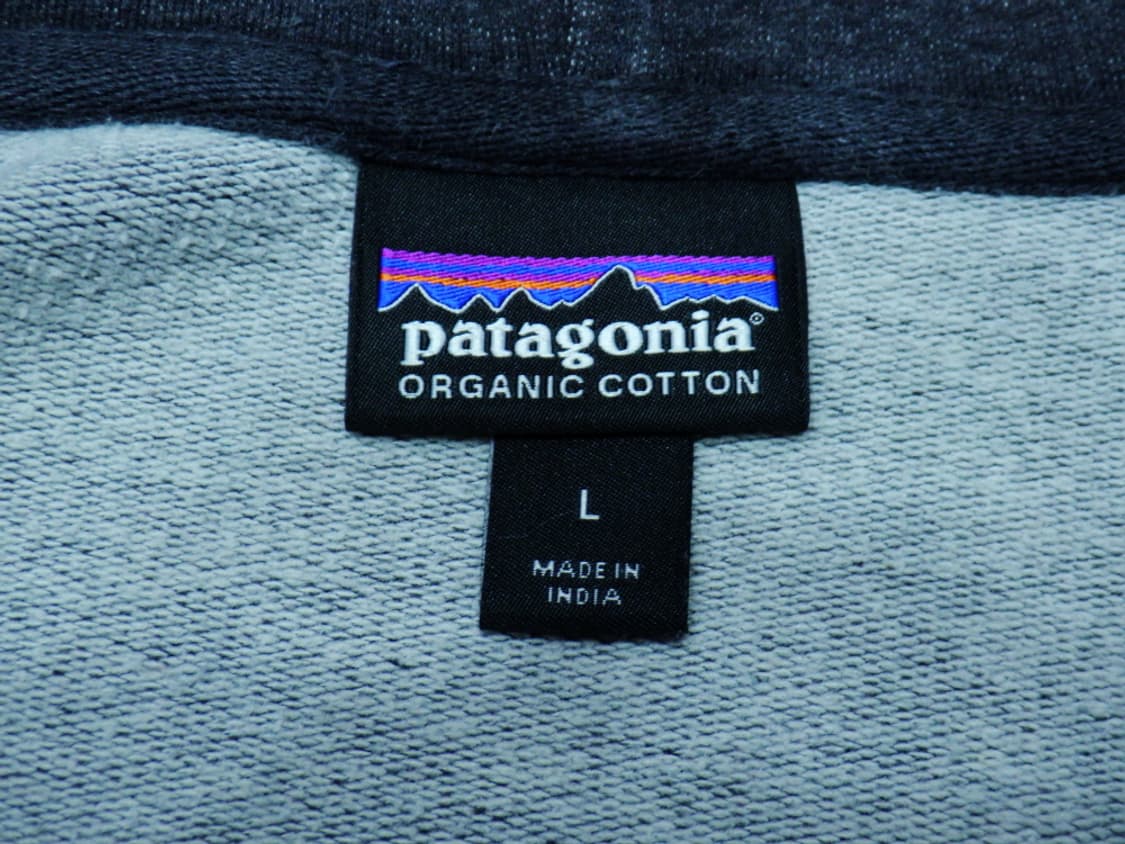 patagonia®
ORGANIC COTTON
L
MADE IN
INDIA